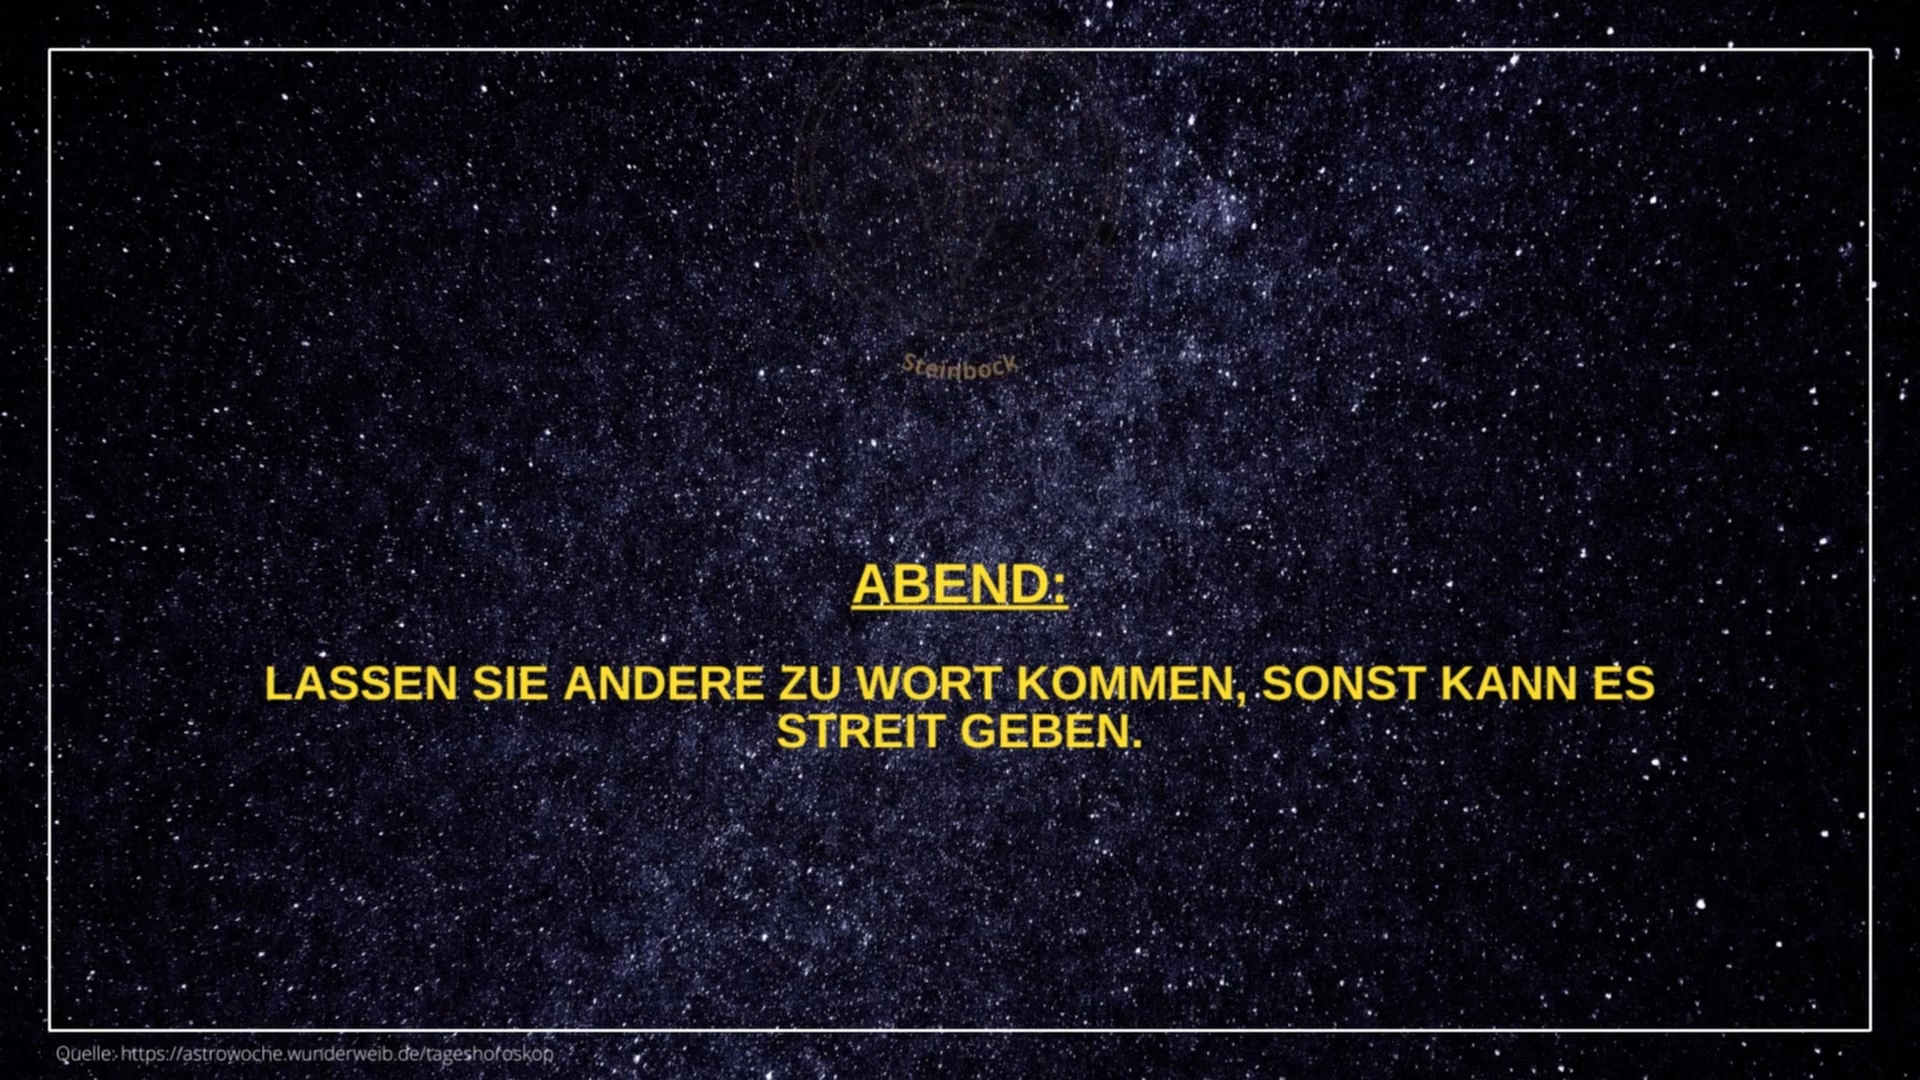 Steinbock
ABEND:
LASSEN SIE ANDERE ZU WORT KOMMEN, SONST KANN ES
STREIT GEBEN.
Quelle: https://astrowoche.wunderweib.de/tageshoroskop